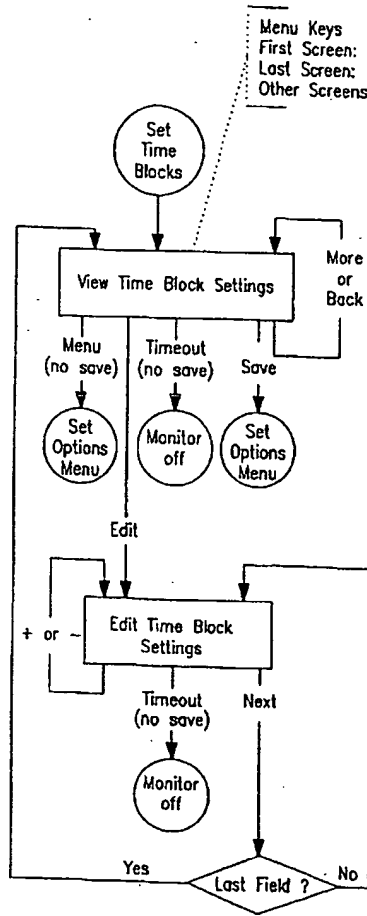 Menu Keys
First Screen:
Last Screen:
Other Screens
Set
Time
Blocks
View Time Block Settings
More
or
Back
Menu
(no save)
Timeout
(no save)
Save
Set
Options
Menu
Monitor
off
Set
Options
Menu
Edit
+ or -
Edit Time Block
Settings
Timeout
(no save)
Next
Monitor
off
Yes
Last Field ?
No